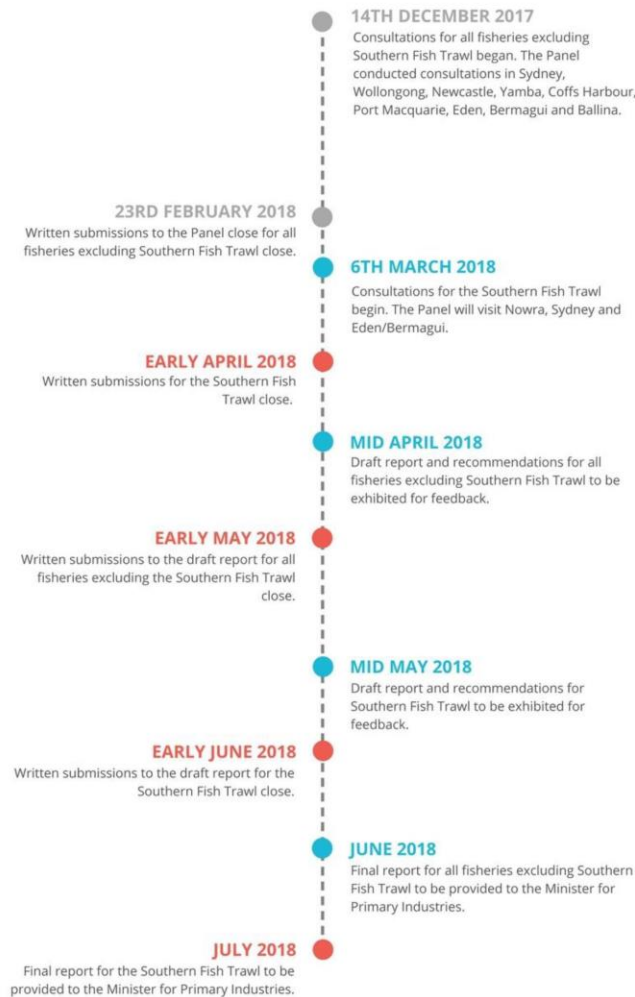 14TH DECEMBER 2017
Consultations for all fisheries excluding
Southern Fish Trawl began. The Panel
conducted consultations in Sydney,
Wollongong, Newcastle, Yamba, Coffs Harbour,
Port Macquarie, Eden, Bermagui and Ballina.
23RD FEBRUARY 2018
Written submissions to the Panel close for all
fisheries excluding Southern Fish Trawl close.
6TH MARCH 2018
Consultations for the Southern Fish Trawl
begin. The Panel will visit Nowra, Sydney and
Eden/Bermagui.
EARLY APRIL 2018
Written submissions for the Southern Fish
Trawl close.
MID APRIL 2018
Draft report and recommendations for all
fisheries excluding Southern Fish Trawl to be
exhibited for feedback.
EARLY MAY 2018
Written submissions to the draft report for all
fisheries excluding the Southern Fish Trawl
close.
MID MAY 2018
Draft report and recommendations for
Southern Fish Trawl to be exhibited for
feedback.
EARLY JUNE 2018
Written submissions to the draft report for the
Southern Fish Trawl close.
JUNE 2018
Final report for all fisheries excluding Southern
Fish Trawl to be provided to the Minister for
Primary Industries.
JULY 2018
Final report for the Southern Fish Trawl to be
provided to the Minister for Primary Industries.